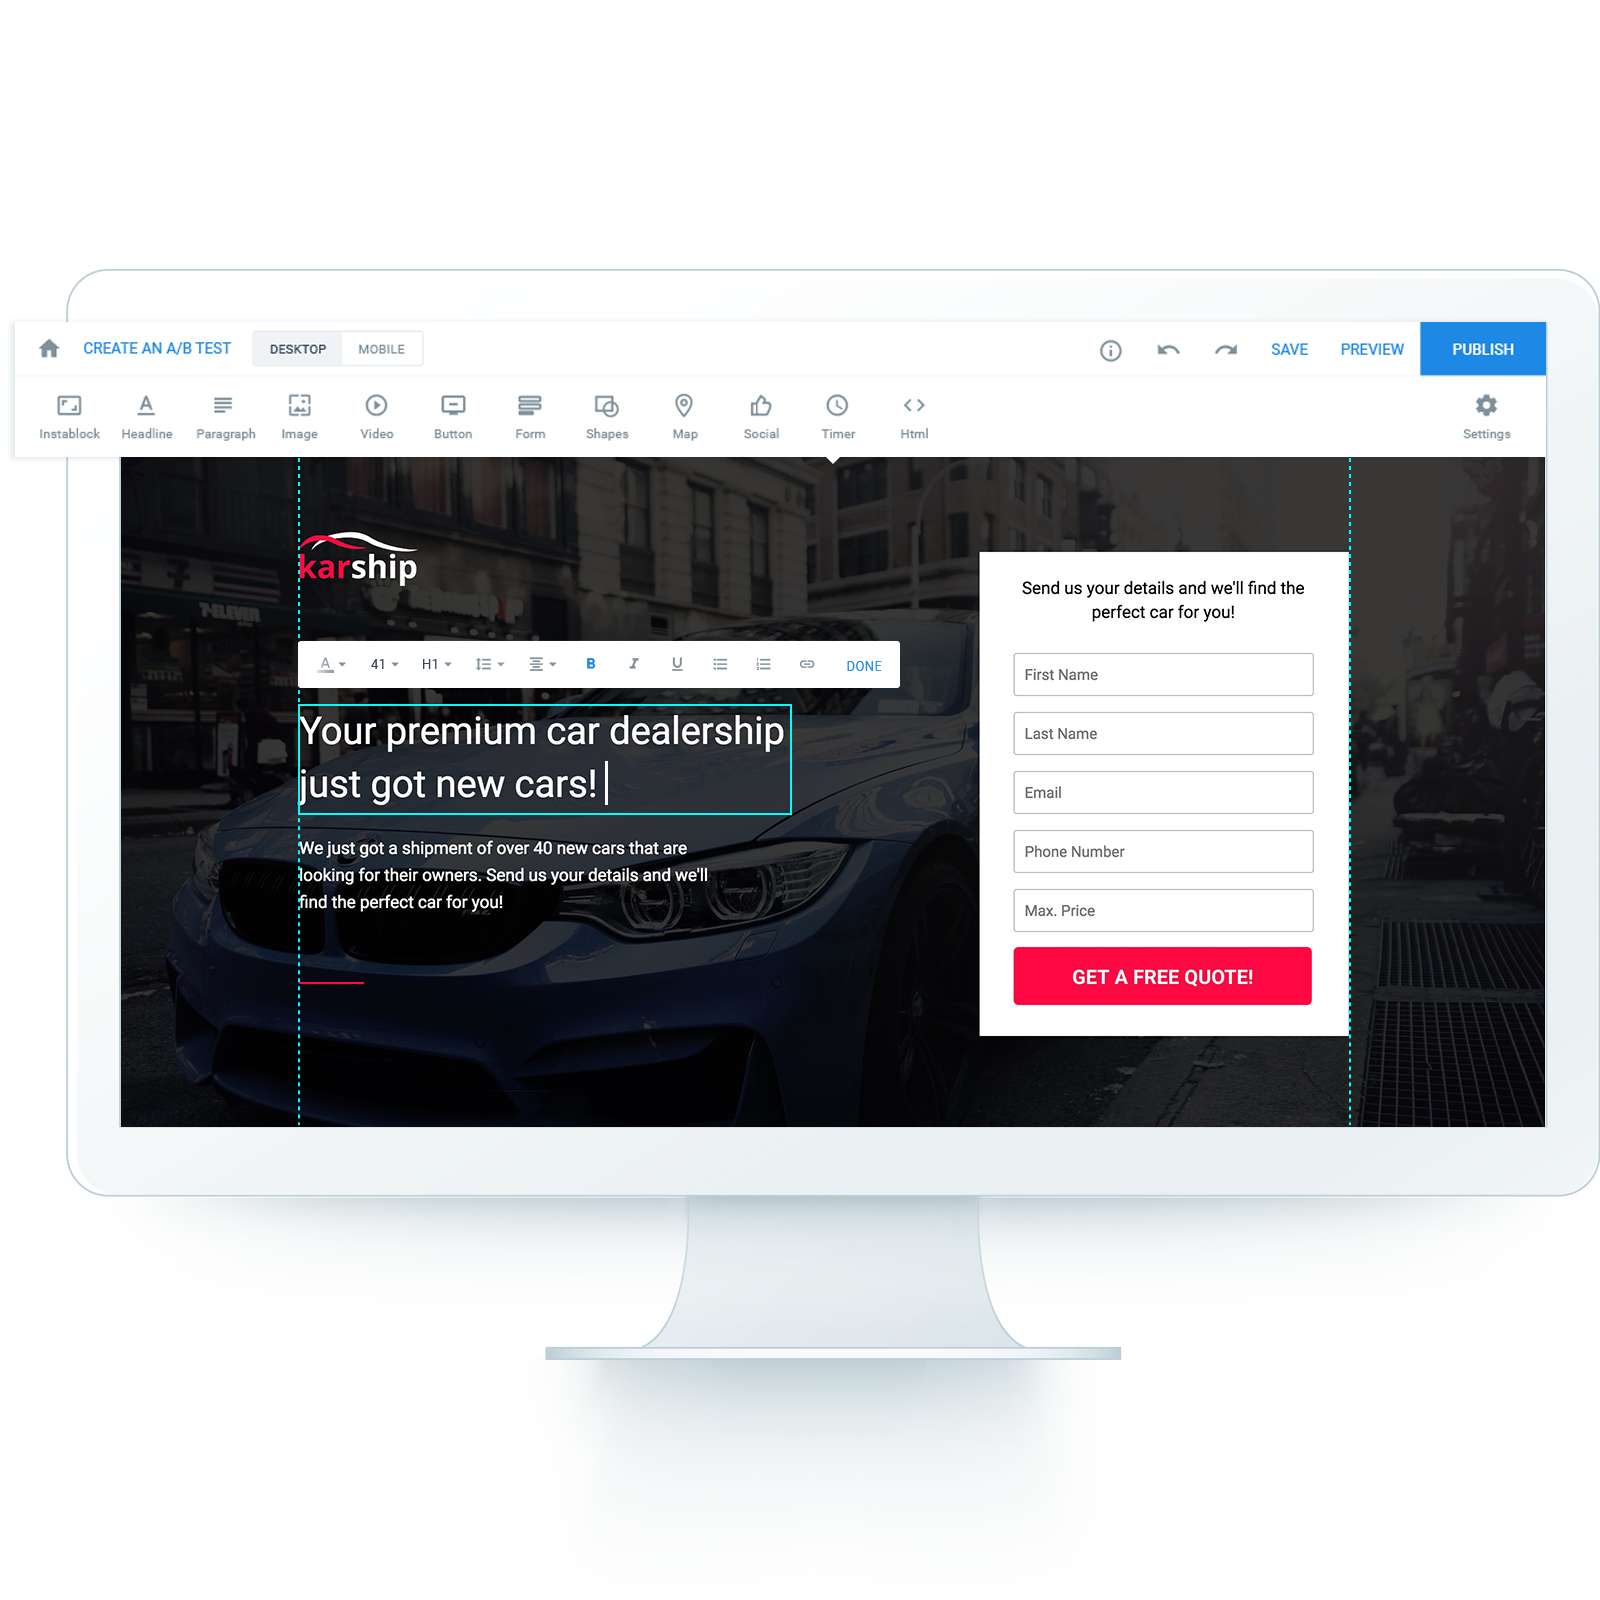 CREATE AN A/B TEST
DESKTOP
MOBILE
SAVE
PREVIEW
PUBLISH
Instablock
Headline
Paragraph
Image
Video
Button
Form
Shapes
Map
Social
Timer
Html
Settings
karship
7-ELEVEN
A
41
H1
B
I
U
DONE
Your premium car dealership
just got new cars!
We just got a shipment of over 40 new cars that are
looking for their owners. Send us your details and we'll
find the perfect car for you!
Send us your details and we'll find the
perfect car for you!
First Name
Last Name
Email
Phone Number
Max. Price
GET A FREE QUOTE!